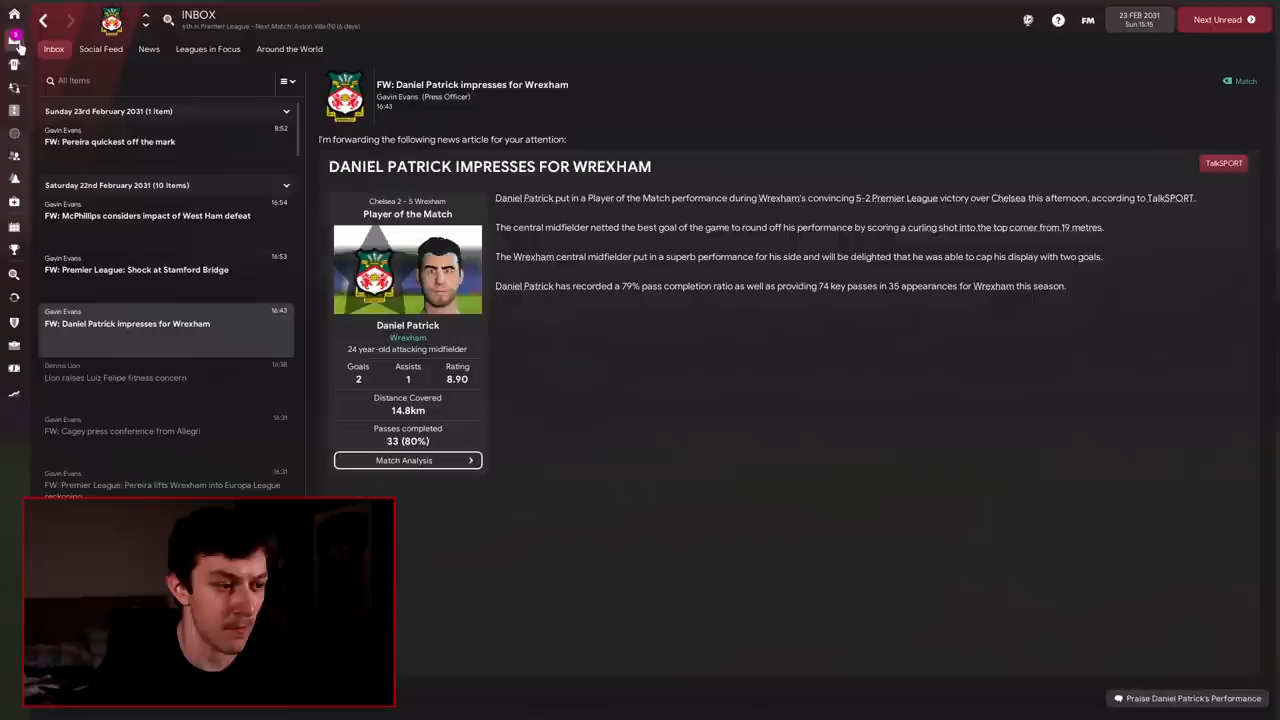 INBOX
6th in Premier League - Next Match: Aston Villa (N) (6 days)
FM
23 FEB 2031
Sun 15:15
Next Unread
5
Inbox
Social Feed
News
Leagues in Focus
Around the World
All Items
Sunday 23rd February 2031 (1 Item)
Gavin Evans
8:52
FW: Pereira quickest off the mark
Saturday 22nd February 2031 (10 Items)
Gavin Evans
16:54
FW: McPhillips considers impact of West Ham defeat
Gavin Evans
16:53
FW: Premier League: Shock at Stamford Bridge
Gavin Evans
16:43
FW: Daniel Patrick impresses for Wrexham
Dennis Lion
16:38
Lion raises Luiz Felipe fitness concern
Gavin Evans
16:31
FW: Cagey press conference from Allegri
Gavin Evans
16:31
FW: Premier League: Pereira lifts Wrexham into Europa League
reckoning
FW: Daniel Patrick impresses for Wrexham
Gavin Evans (Press Officer)
16:43
Match
I'm forwarding the following news article for your attention:
DANIEL PATRICK IMPRESSES FOR WREXHAM
TalkSPORT
Chelsea 2 - 5 Wrexham
Player of the Match
Daniel Patrick
Wrexham
24 year-old attacking midfielder
Goals Assists Rating
2 1 8.90
Distance Covered
14.8km
Passes completed
33 (80%)
Match Analysis
Daniel Patrick put in a Player of the Match performance during Wrexham's convincing 5-2 Premier League victory over Chelsea this afternoon, according to TalkSPORT.
The central midfielder netted the best goal of the game to round off his performance by scoring a curling shot into the top corner from 19 metres.
The Wrexham central midfielder put in a superb performance for his side and will be delighted that he was able to cap his display with two goals.
Daniel Patrick has recorded a 79% pass completion ratio as well as providing 74 key passes in 35 appearances for Wrexham this season.
Praise Daniel Patrick's Performance